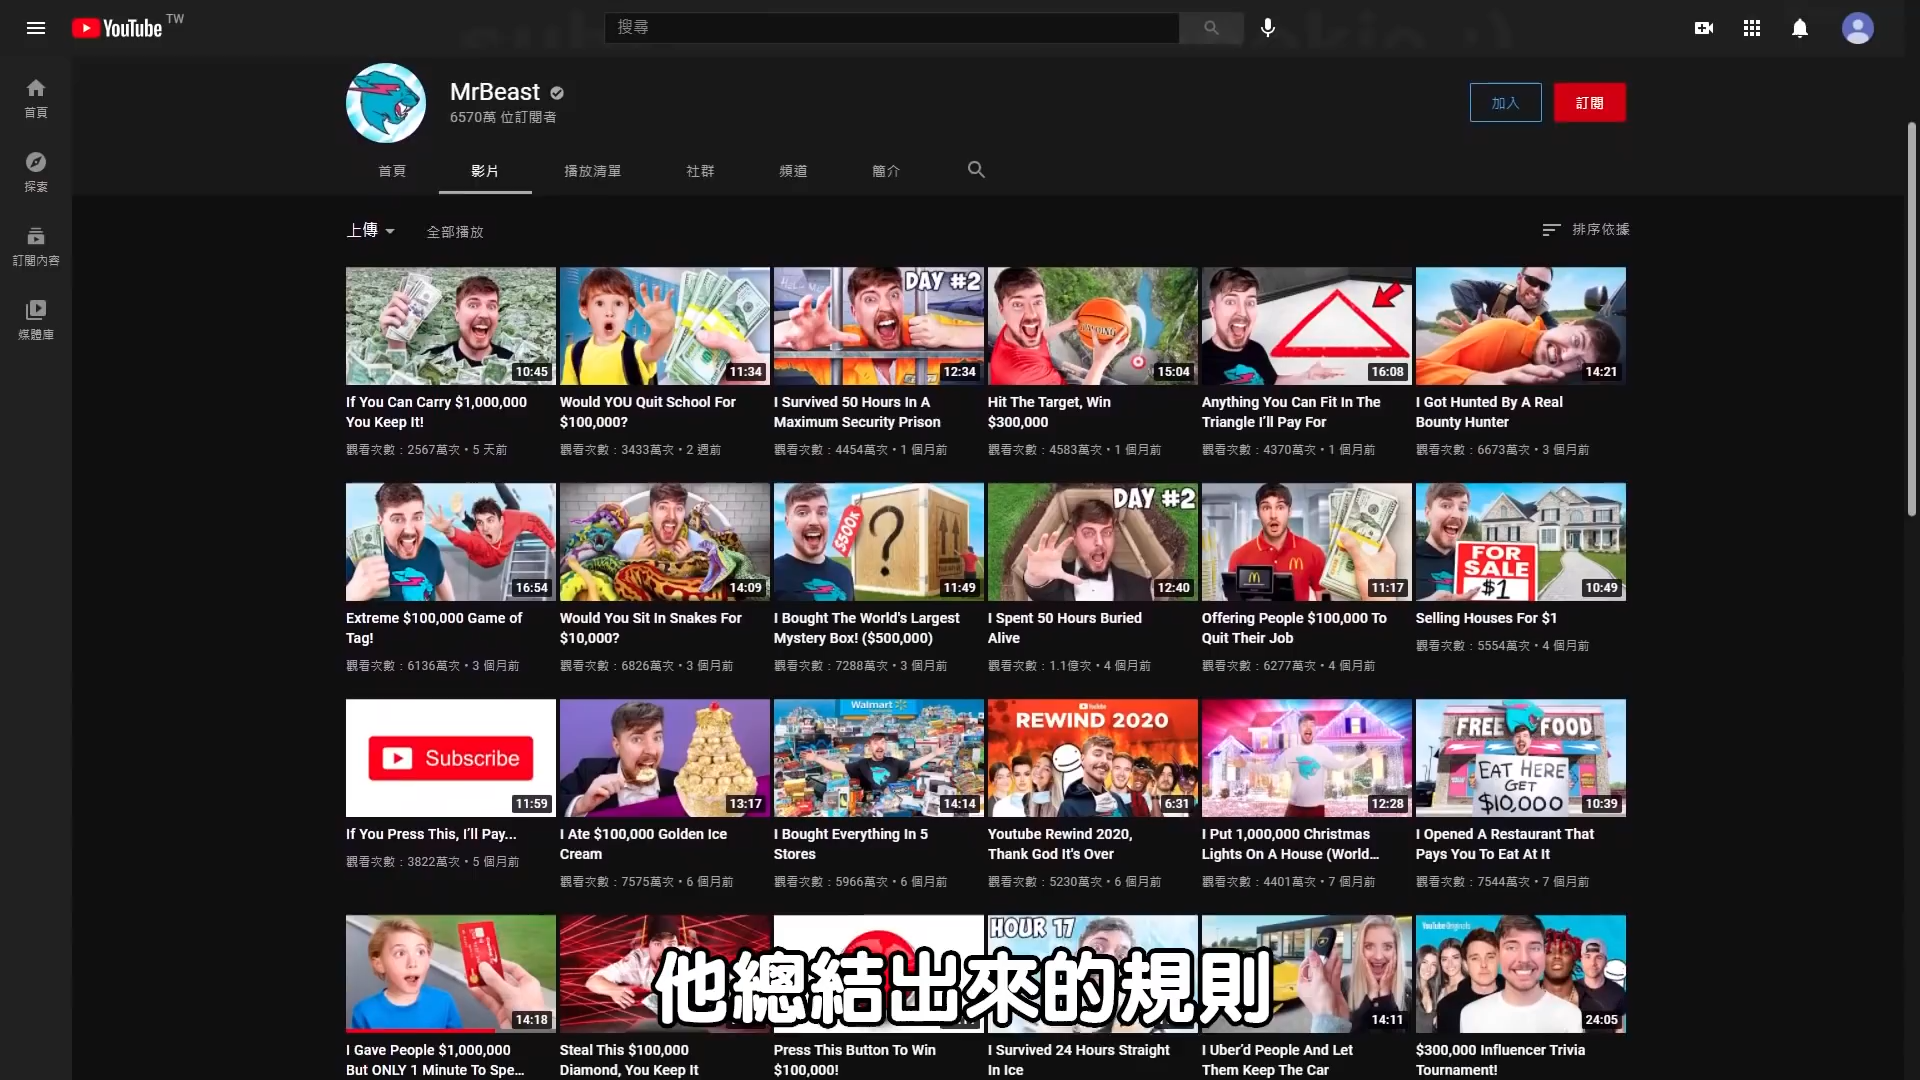 YouTube TW
搜尋
首頁
探索
訂閱內容
媒體庫
MrBeast
6570萬 位訂閱者
加入
訂閱
首頁
影片
播放清單
社群
頻道
簡介
上傳
全部播放
排序依據
DAY #2
10:45
11:34
12:34
15:04
16:08
14:21
If You Can Carry $1,000,000
You Keep It!
觀看次數：2567萬次・5 天前
Would YOU Quit School For
$100,000?
觀看次數：3433萬次・2 週前
I Survived 50 Hours In A
Maximum Security Prison
觀看次數：4454萬次・1 個月前
Hit The Target, Win
$300,000
觀看次數：4583萬次・1 個月前
Anything You Can Fit In The
Triangle I’ll Pay For
觀看次數：4370萬次・1 個月前
I Got Hunted By A Real
Bounty Hunter
觀看次數：6673萬次・3 個月前
$500K
?
DAY #2
FOR
SALE
$1
16:54
14:09
11:49
12:40
11:17
10:49
Extreme $100,000 Game of
Tag!
觀看次數：6136萬次・3 個月前
Would You Sit In Snakes For
$10,000?
觀看次數：6826萬次・3 個月前
I Bought The World's Largest
Mystery Box! ($500,000)
觀看次數：7288萬次・3 個月前
I Spent 50 Hours Buried
Alive
觀看次數：1.1億次・4 個月前
Offering People $100,000 To
Quit Their Job
觀看次數：6277萬次・4 個月前
Selling Houses For $1
觀看次數：5554萬次・4 個月前
Subscribe
Walmart
YouTube
REWIND 2020
FREE FOOD
EAT HERE
GET
$10,000
11:59
13:17
14:14
6:31
12:28
10:39
If You Press This, I’ll Pay...
觀看次數：3822萬次・5 個月前
I Ate $100,000 Golden Ice
Cream
觀看次數：7575萬次・6 個月前
I Bought Everything In 5
Stores
觀看次數：5966萬次・6 個月前
Youtube Rewind 2020,
Thank God It's Over
觀看次數：5230萬次・6 個月前
I Put 1,000,000 Christmas
Lights On A House (World...
觀看次數：4401萬次・7 個月前
I Opened A Restaurant That
Pays You To Eat At It
觀看次數：7544萬次・7 個月前
HOUR 17
YouTube Originals
他總結出來的規則
14:18
14:11
24:05
I Gave People $1,000,000
But ONLY 1 Minute To Spe...
Steal This $100,000
Diamond, You Keep It
Press This Button To Win
$100,000!
I Survived 24 Hours Straight
In Ice
I Uber’d People And Let
Them Keep The Car
$300,000 Influencer Trivia
Tournament!